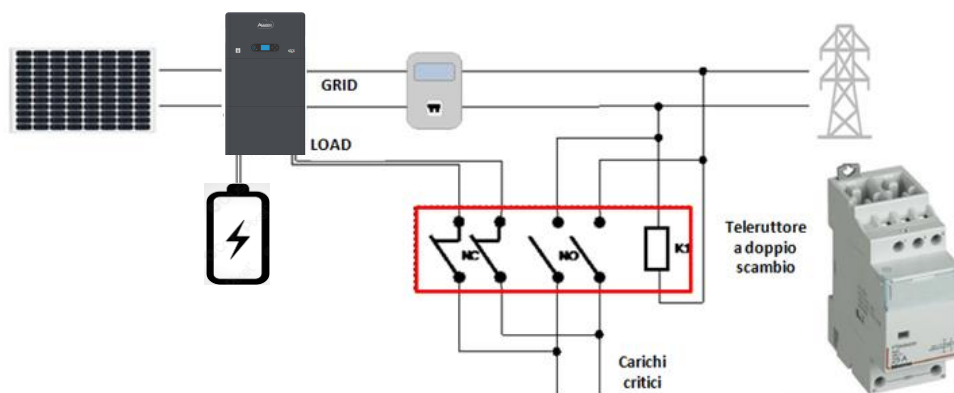 GRID
LOAD
NC
NO
K1
Teleruttore
a doppio
scambio
Carichi
critici